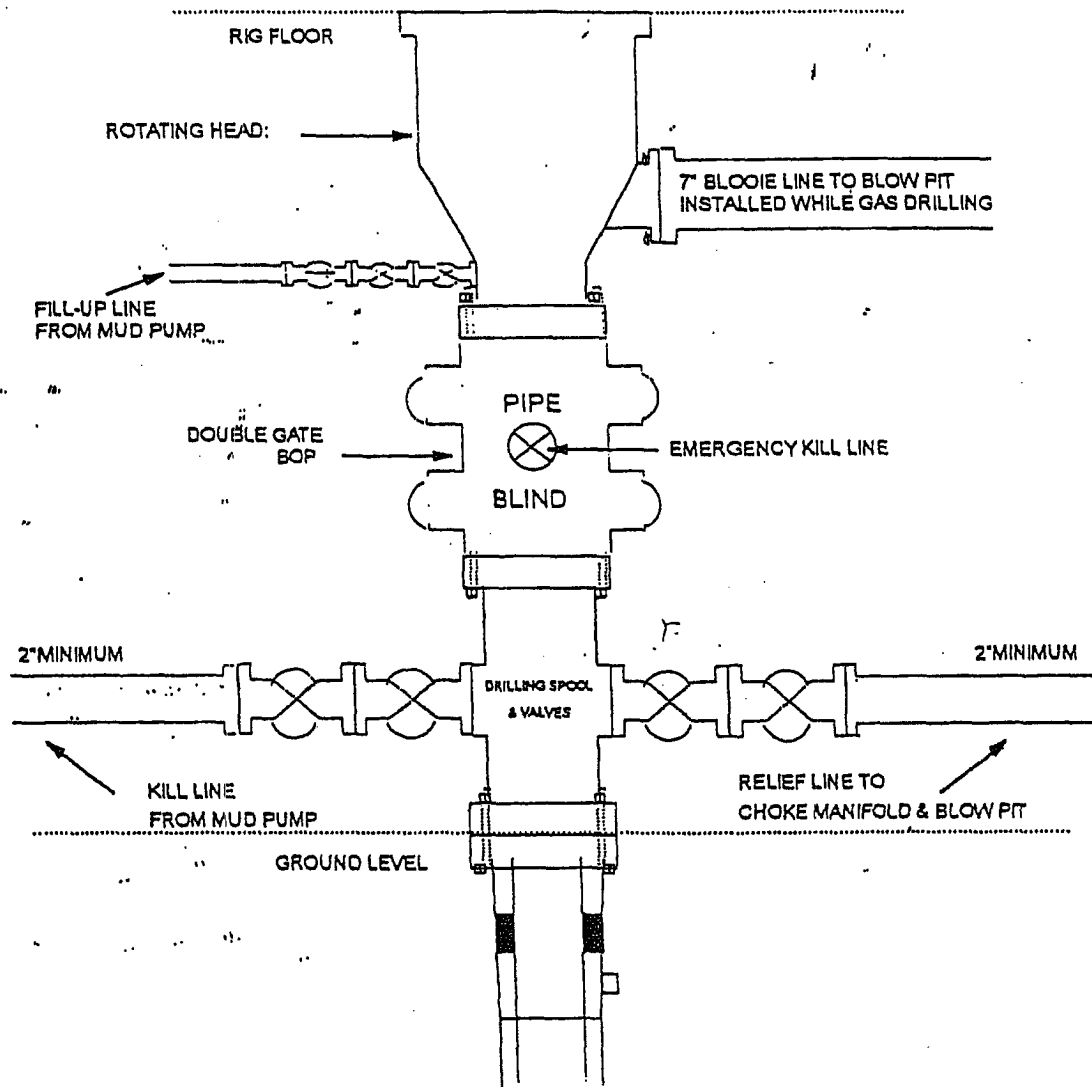 RIG FLOOR
ROTATING HEAD:
7" BLOOIE LINE TO BLOW PIT
INSTALLED WHILE GAS DRILLING
FILL-UP LINE
FROM MUD PUMP
PIPE
DOUBLE GATE
BOP
EMERGENCY KILL LINE
BLIND
2"MINIMUM
2"MINIMUM
DRILLING SPOOL
& VALVES
KILL LINE
FROM MUD PUMP
RELIEF LINE TO
CHOKE MANIFOLD & BLOW PIT
GROUND LEVEL